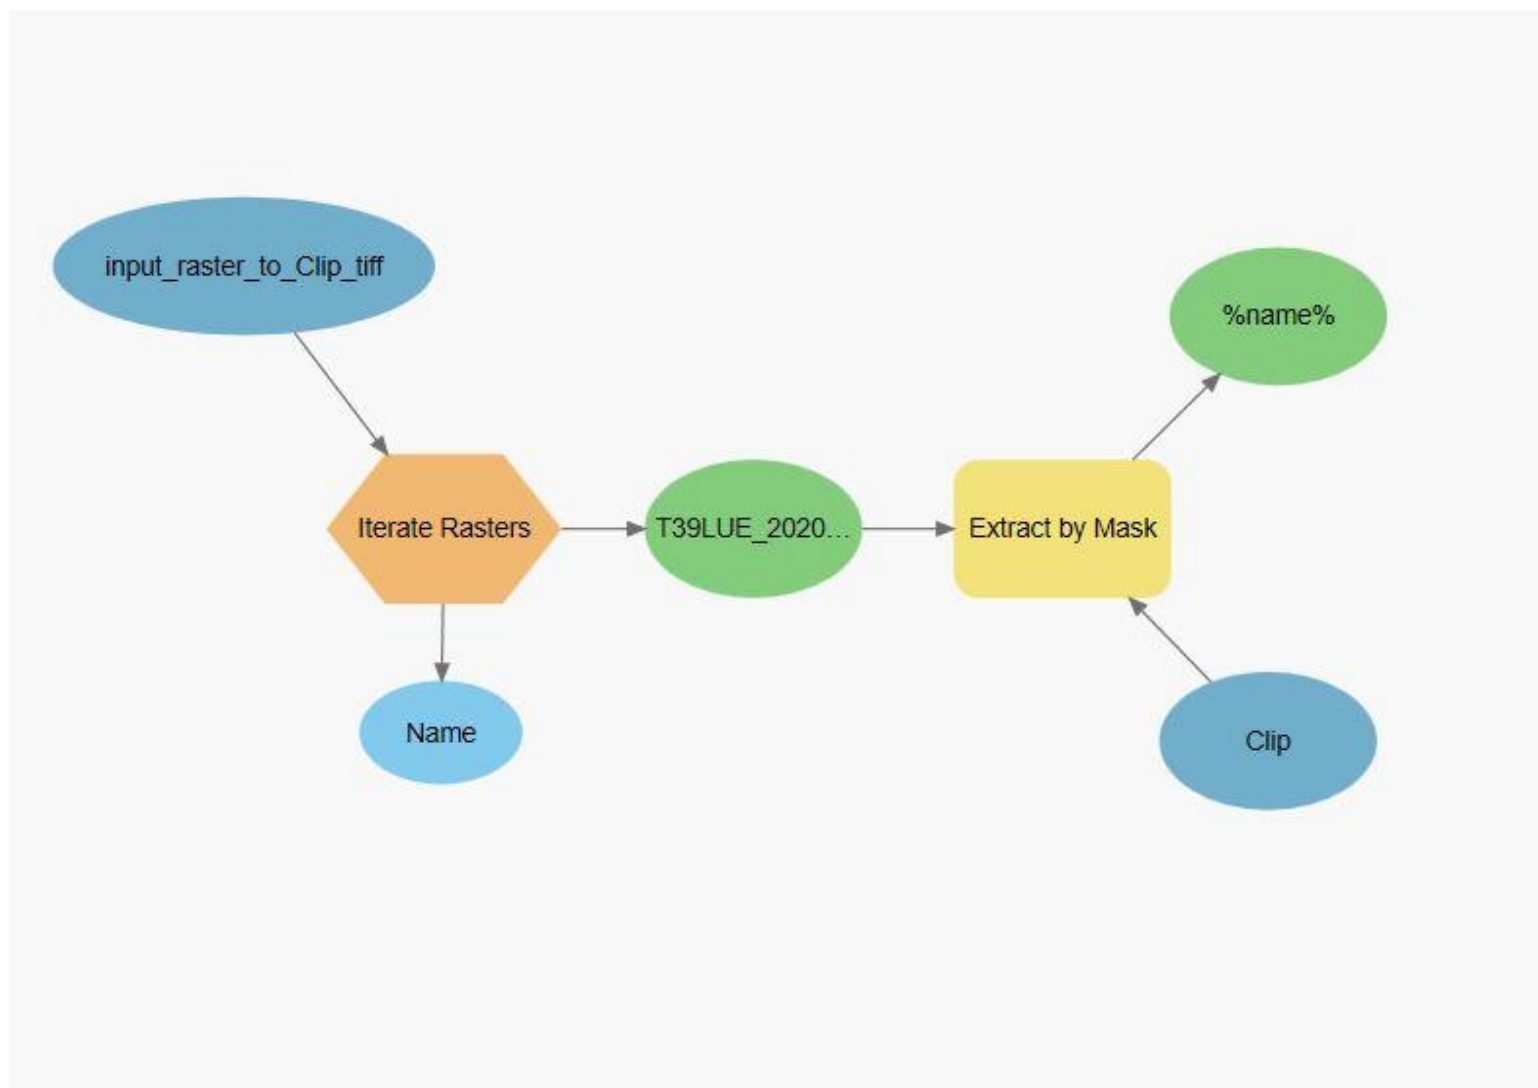 input_raster_to_Clip_tiff
%name%
Iterate Rasters
T39LUE_2020...
Extract by Mask
Name
Clip